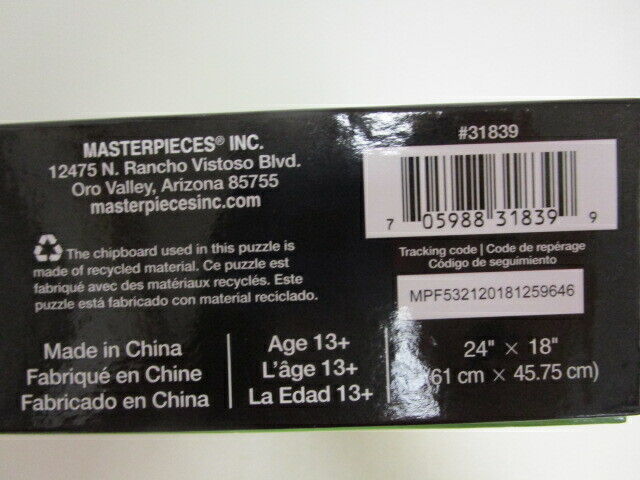 MASTERPIECES® INC.
12475 N. Rancho Vistoso Blvd.
Oro Valley, Arizona 85755
masterpiecesinc.com
The chipboard used in this puzzle is
made of recycled material. Ce puzzle est
fabriqué avec des matériaux recyclés. Este
puzzle está fabricado con material reciclado.
Made in China
Fabriqué en Chine
Fabricado en China
Age 13+
L'âge 13+
La Edad 13+
#31839
7 05988 31839 9
Tracking code | Code de repérage
Código de seguimiento
MPF532120181259646
24" × 18"
(61 cm × 45.75 cm)